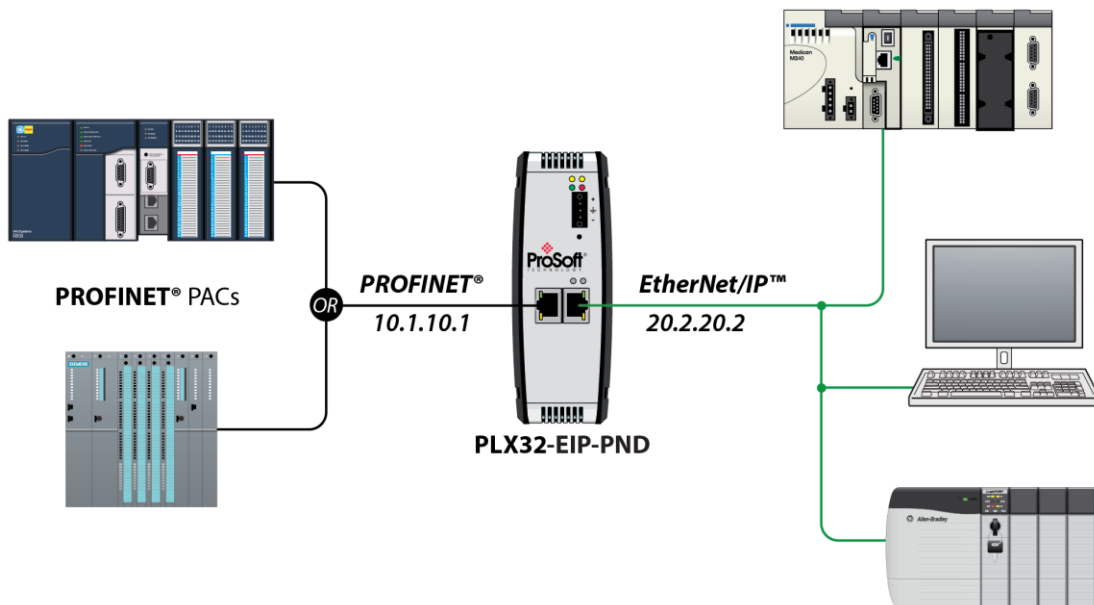 Modicon
M340
PROFINET® PACs
SIEMENS
OR
PROFINET®
10.1.10.1
+
-
ProSoft®
TECHNOLOGY
EtherNet/IP™
20.2.20.2
PLX32-EIP-PND
Allen-Bradley